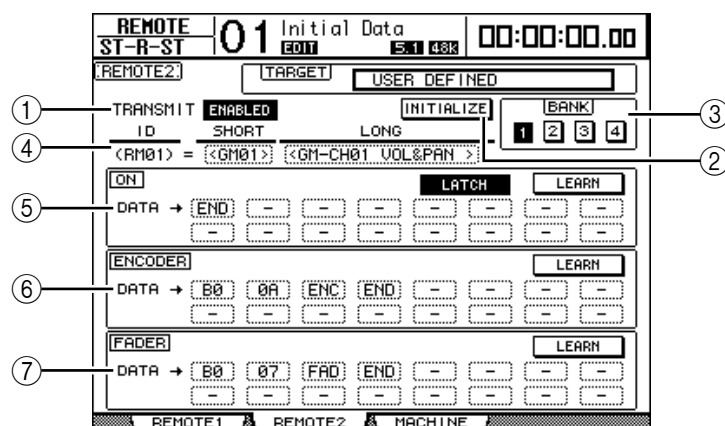 REMOTE
ST-R-ST
01 Initial Data
EDIT 5.1 48k
00:00:00.00
REMOTE2
TARGET USER DEFINED
① TRANSMIT ENABLED INITIALIZE BANK ③
ID SHORT LONG 1 2 3 4
②
④ (RM01) = <GM01> <GM-CH01 VOL&PAN >
ON LATCH LEARN
⑤ DATA → END - - - - - - -
- - - - - - - -
ENCODER LEARN
⑥ DATA → B0 0A ENC END - - - -
- - - - - - - -
FADER LEARN
⑦ DATA → B0 07 FAD END - - - -
- - - - - - - -
REMOTE1 REMOTE2 MACHINE